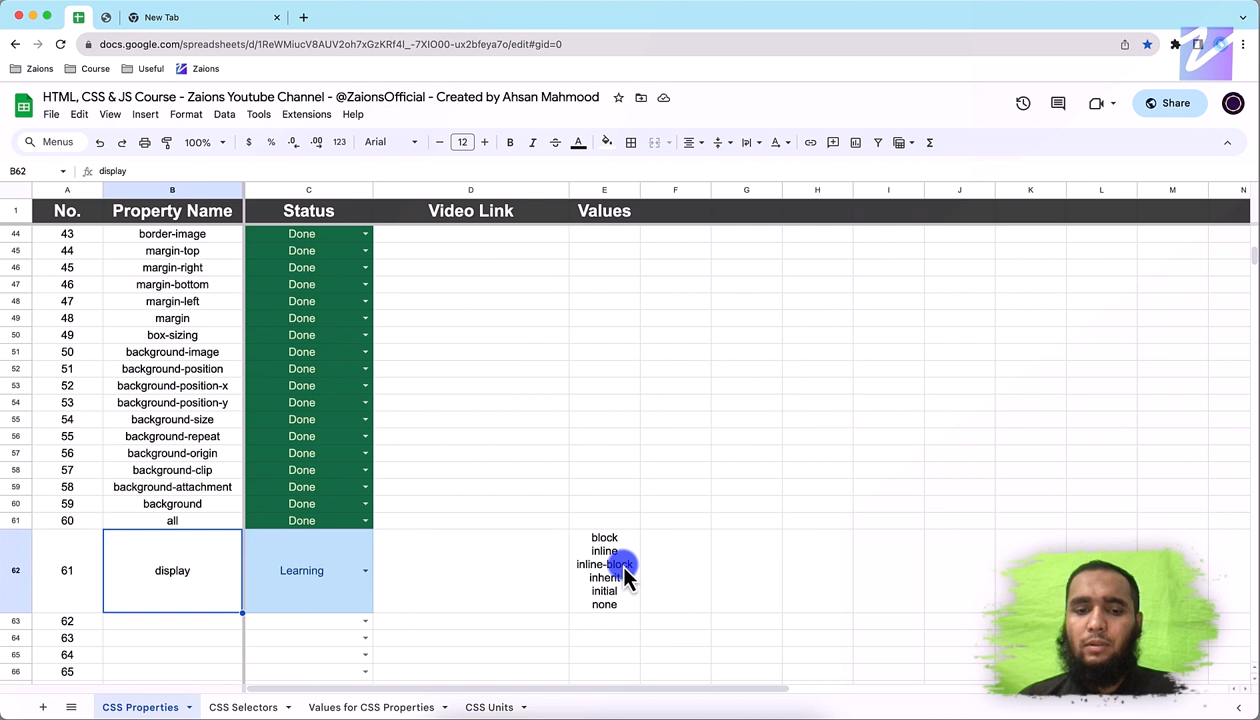 New Tab
docs.google.com/spreadsheets/d/1ReWMiucV8AUV2oh7xGzKRf4l_-7XIO00-ux2bfeya7o/edit#gid=0
Zaions Course Useful Zaions
HTML, CSS & JS Course - Zaions Youtube Channel - @ZaionsOfficial - Created by Ahsan Mahmood
File Edit View Insert Format Data Tools Extensions Help
Share
Menus 100% $ % .0 .00 123 Arial 12 B I A
B62 fx display
A B C D E F G H I J K L M N
1 No. Property Name Status Video Link Values
44 43 border-image Done
45 44 margin-top Done
46 45 margin-right Done
47 46 margin-bottom Done
48 47 margin-left Done
49 48 margin Done
50 49 box-sizing Done
51 50 background-image Done
52 51 background-position Done
53 52 background-position-x Done
54 53 background-position-y Done
55 54 background-size Done
56 55 background-repeat Done
57 56 background-origin Done
58 57 background-clip Done
59 58 background-attachment Done
60 59 background Done
61 60 all Done
62 61 display Learning
block
inline
inline-block
inherit
initial
none
63 62
64 63
65 64
66 65
CSS Properties CSS Selectors Values for CSS Properties CSS Units